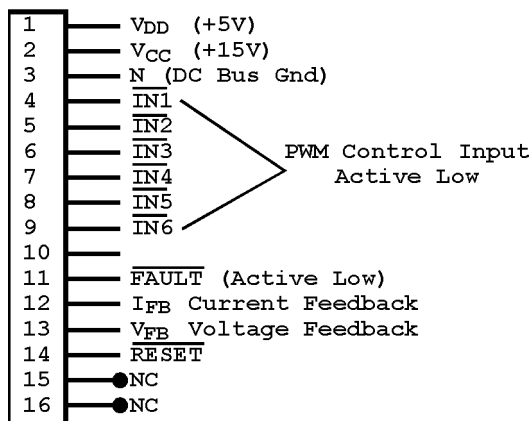 1 VDD (+5V)
2 VCC (+15V)
3 N (DC Bus Gnd)
4 IN1
5 IN2
6 IN3
PWM Control Input
7 IN4
Active Low
8 IN5
9 IN6
10
11 FAULT (Active Low)
12 IFB Current Feedback
13 VFB Voltage Feedback
14 RESET
15 NC
16 NC